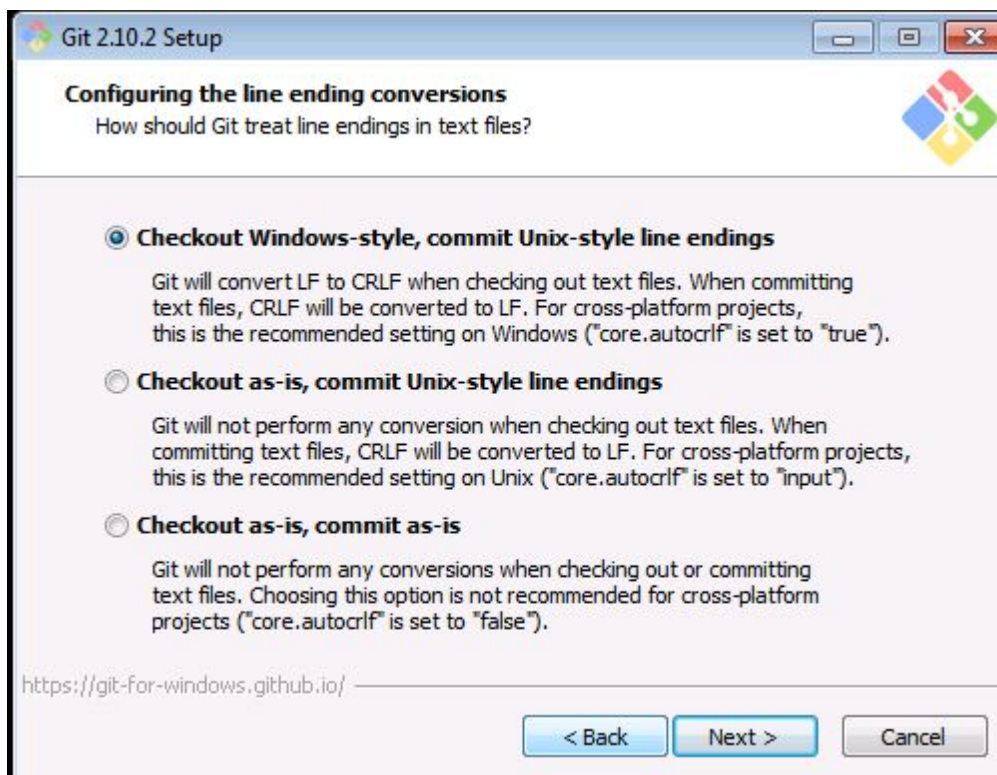 Git 2.10.2 Setup
Configuring the line ending conversions
How should Git treat line endings in text files?
Checkout Windows-style, commit Unix-style line endings
Git will convert LF to CRLF when checking out text files. When committing
text files, CRLF will be converted to LF. For cross-platform projects,
this is the recommended setting on Windows ("core.autocrlf" is set to "true").
Checkout as-is, commit Unix-style line endings
Git will not perform any conversion when checking out text files. When
committing text files, CRLF will be converted to LF. For cross-platform projects,
this is the recommended setting on Unix ("core.autocrlf" is set to "input").
Checkout as-is, commit as-is
Git will not perform any conversions when checking out or committing
text files. Choosing this option is not recommended for cross-platform
projects ("core.autocrlf" is set to "false").
https://git-for-windows.github.io/
< Back Next > Cancel